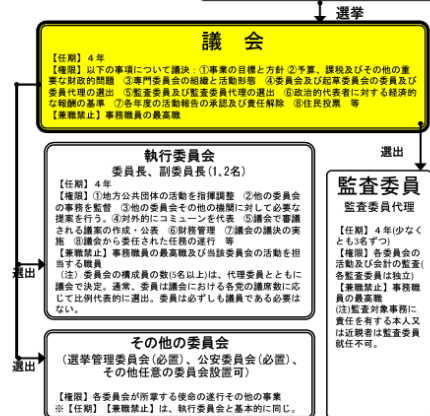 選挙
議　会
【任期】４年
【権限】以下の事項について議決：①事業の目標と方針 ②予算、課税及びその他の重
要な財政的問題　③専門委員会の組織と活動形態　④委員会及び起草委員会の委員及び
委員代理の選出　⑤監査委員及び監査委員代理の選出　⑥政治的代表者に対する経済的
な報酬の基準　⑦各年度の活動報告の承認及び責任解除　⑧住民投票　等
【兼職禁止】事務職員の最高職
選出
執行委員会
委員長、副委員長（1、2名）
【任期】４年
【権限】①地方公共団体の活動を指揮調整　②他の委員会
の事務を監督　③他の委員会その他の機関に対して必要な
提案を行う。④対外的にコミューンを代表　⑤議会で審議
される議案の作成・公表　⑥財務管理　⑦議会の議決の実
施　⑧議会から委任された任務の遂行　等
【兼職禁止】事務職員の最高職及び当該委員会の活動を担
当する職員
（注）委員会の構成員の数(5名以上)は、代理委員とともに
議会で決定。通常、委員は議会における各党の議席数に応
じて比例代表的に選出。委員は必ずしも議員である必要は
ない。
選出
監査委員
監査委員代理
【任期】４年(少なく
とも3名ずつ)
【権限】各委員会の
活動及び会計の監査(
各監査委員は独立)
【兼職禁止】事務職
員の最高職
(注)監査対象事務に
責任を有する本人又
は近親者は監査委員
就任不可。
選出
その他の委員会
（選挙管理委員会(必置)、公安委員会(必置)、
その他任意の委員会設置可）
【権限】各委員会が所掌する使命の遂行その他の事業
※【任期】【兼職禁止】は、執行委員会と基本的に同じ。